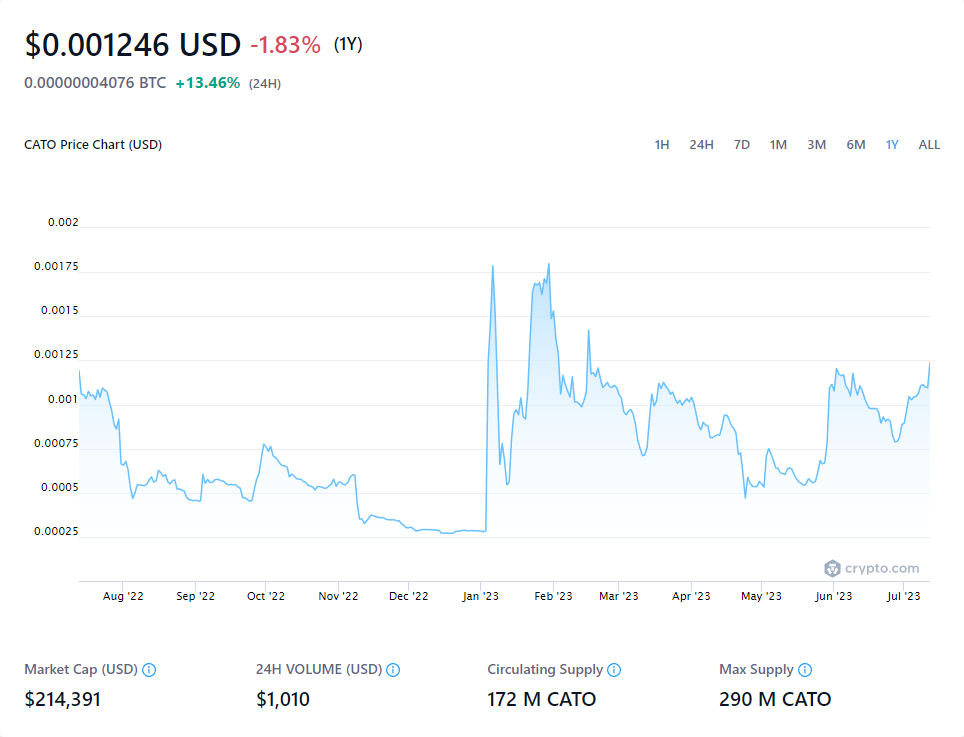 $0.001246 USD -1.83% (1Y)
0.00000004076 BTC +13.46% (24H)
CATO Price Chart (USD) 1H 24H 7D 1M 3M 6M 1Y ALL
0.002
0.00175
0.0015
0.00125
0.001
0.00075
0.0005
0.00025
crypto.com
Aug '22 Sep '22 Oct '22 Nov '22 Dec '22 Jan '23 Feb '23 Mar '23 Apr '23 May '23 Jun '23 Jul '23
Market Cap (USD) 24H VOLUME (USD) Circulating Supply Max Supply
$214,391 $1,010 172 M CATO 290 M CATO